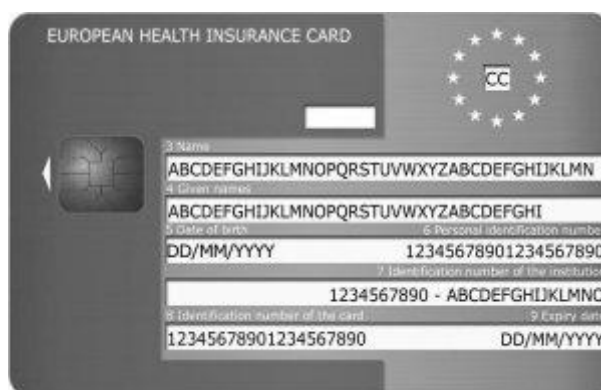 EUROPEAN HEALTH INSURANCE CARD
CC
3 Name
ABCDEFGHIJKLMNOPQRSTUVWXYZABCDEFGHIJKLMN
4 Given names
ABCDEFGHIJKLMNOPQRSTUVWXYZABCDEFGHI
5 Date of birth 6 Personal identification number
DD/MM/YYYY 12345678901234567890
7 Identification number of the institution
1234567890 - ABCDEFGHIJKLMNO
8 Identification number of the card 9 Expiry date
12345678901234567890 DD/MM/YYYY